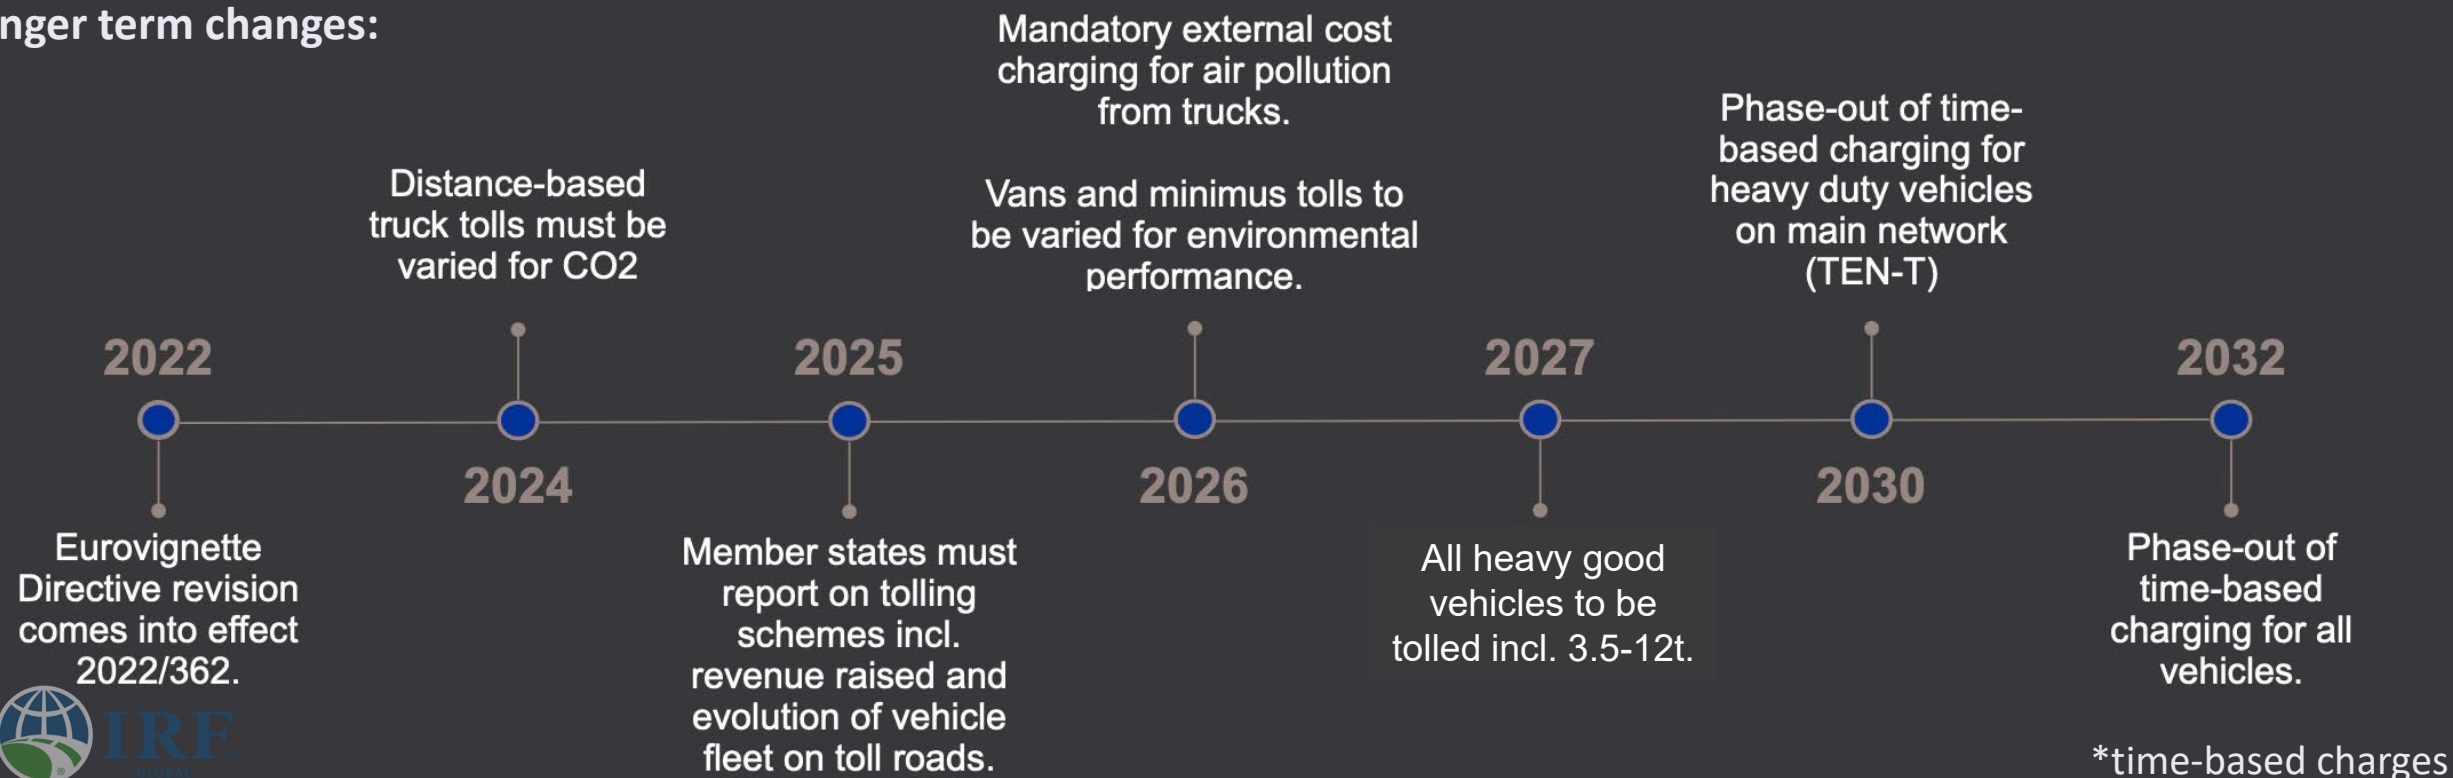 nger term changes:
Mandatory external cost
charging for air pollution
from trucks.
Vans and minimus tolls to
be varied for environmental
performance.
Distance-based
truck tolls must be
varied for CO2
Phase-out of time-
based charging for
heavy duty vehicles
on main network
(TEN-T)
2022
2025
2027
2032
2024
2026
2030
Eurovignette
Directive revision
comes into effect
2022/362.
Member states must
report on tolling
schemes incl.
revenue raised and
evolution of vehicle
fleet on toll roads.
All heavy good
vehicles to be
tolled incl. 3.5-12t.
Phase-out of
time-based
charging for all
vehicles.
IRF
GLOBAL
®
*time-based charges